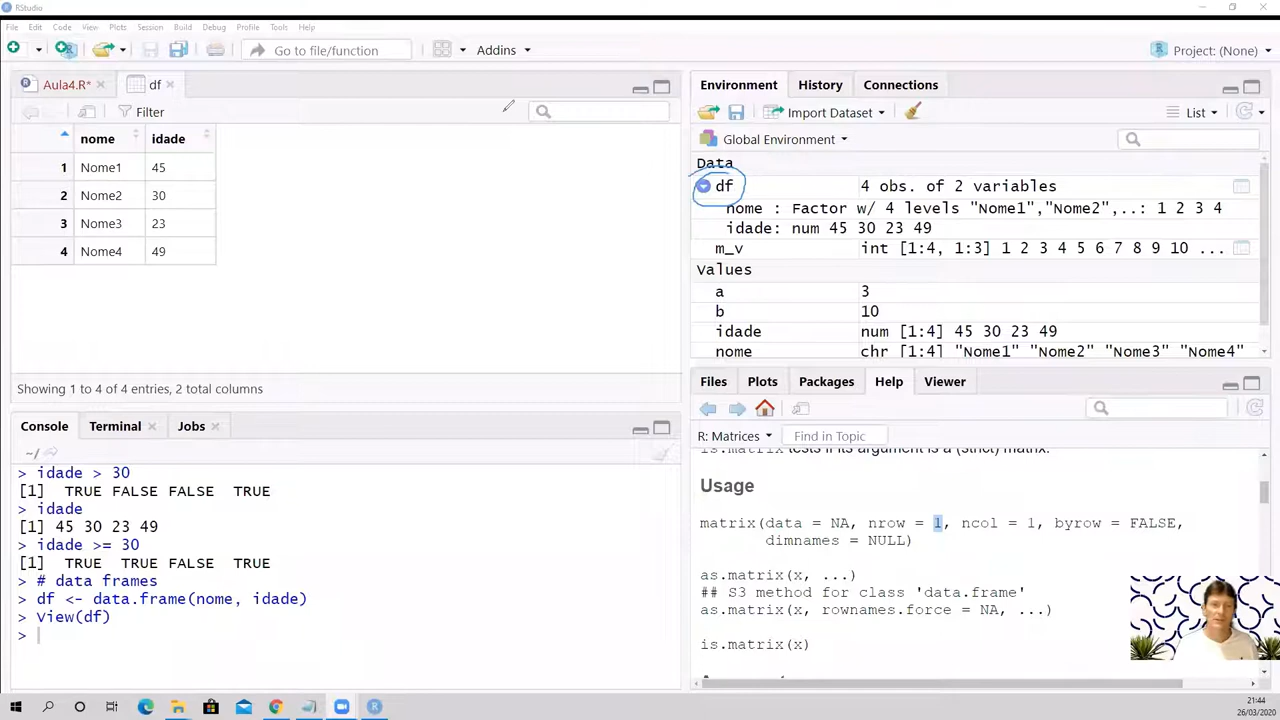 RStudio
File Edit Code View Plots Session Build Debug Profile Tools Help
Go to file/function Addins Project: (None)
Aula4.R* df
Filter
nome idade
1 Nome1 45
2 Nome2 30
3 Nome3 23
4 Nome4 49
Showing 1 to 4 of 4 entries, 2 total columns
Console Terminal Jobs
~/
> idade > 30
[1] TRUE FALSE FALSE TRUE
> idade
[1] 45 30 23 49
> idade >= 30
[1] TRUE TRUE FALSE TRUE
> # data frames
> df <- data.frame(nome, idade)
> View(df)
>
Environment History Connections
Import Dataset List
Global Environment
Data
df 4 obs. of 2 variables
nome : Factor w/ 4 levels "Nome1","Nome2",..: 1 2 3 4
idade: num 45 30 23 49
m_v int [1:4, 1:3] 1 2 3 4 5 6 7 8 9 10 ...
Values
a 3
b 10
idade num [1:4] 45 30 23 49
nome chr [1:4] "Nome1" "Nome2" "Nome3" "Nome4"
Files Plots Packages Help Viewer
R: Matrices Find in Topic
is.matrix tests if its argument is a (strict) matrix.
Usage
matrix(data = NA, nrow = 1, ncol = 1, byrow = FALSE,
dimnames = NULL)
as.matrix(x, ...)
## S3 method for class 'data.frame'
as.matrix(x, rownames.force = NA, ...)
is.matrix(x)
21:44
26/03/2020